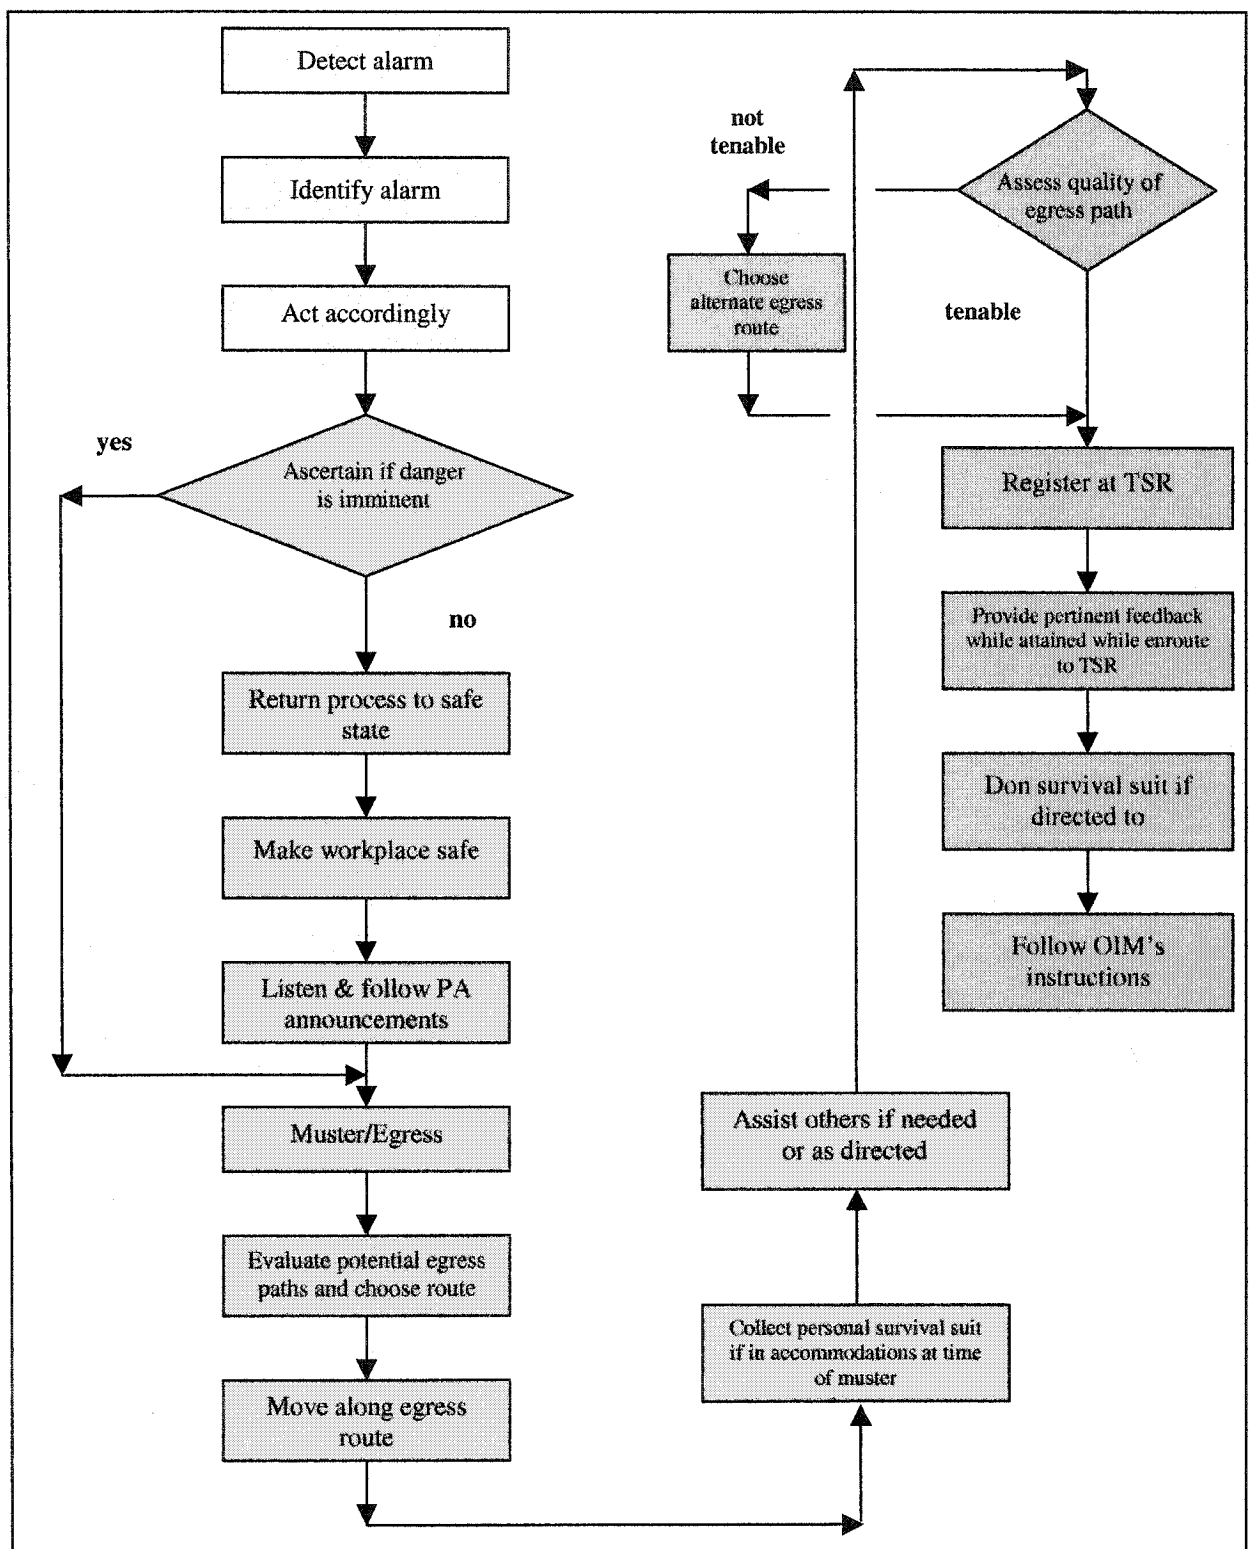 Detect alarm
Identify alarm
Act accordingly
yes
Ascertain if danger
is imminent
no
Return process to safe
state
Make workplace safe
Listen & follow PA
announcements
Muster/Egress
Evaluate potential egress
paths and choose route
Move along egress
route
Collect personal survival suit
if in accommodations at time
of muster
Assist others if needed
or as directed
not
tenable
Assess quality of
egress path
Choose
alternate egress
route
tenable
Register at TSR
Provide pertinent feedback
while attained while enroute
to TSR
Don survival suit if
directed to
Follow OIM's
instructions